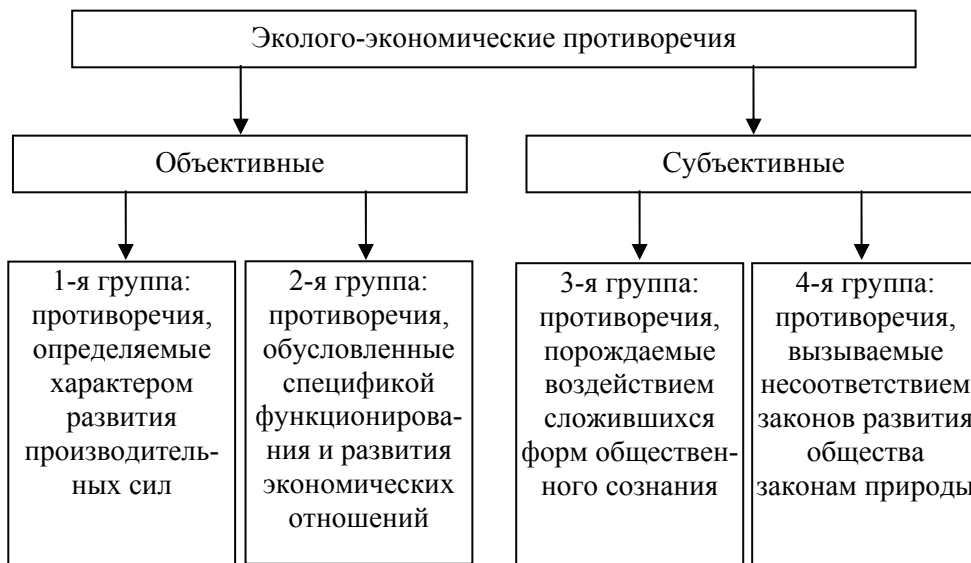 Эколого-экономические противоречия
Объективные
Субъективные
1-я группа:
противоречия,
определяемые
характером
развития
производитель-
ных сил
2-я группа:
противоречия,
обусловленные
спецификой
функционирова-
ния и развития
экономических
отношений
3-я группа:
противоречия,
порождаемые
воздействием
сложившихся
форм обществен-
ного сознания
4-я группа:
противоречия,
вызываемые
несоответствием
законов развития
общества
законам природы